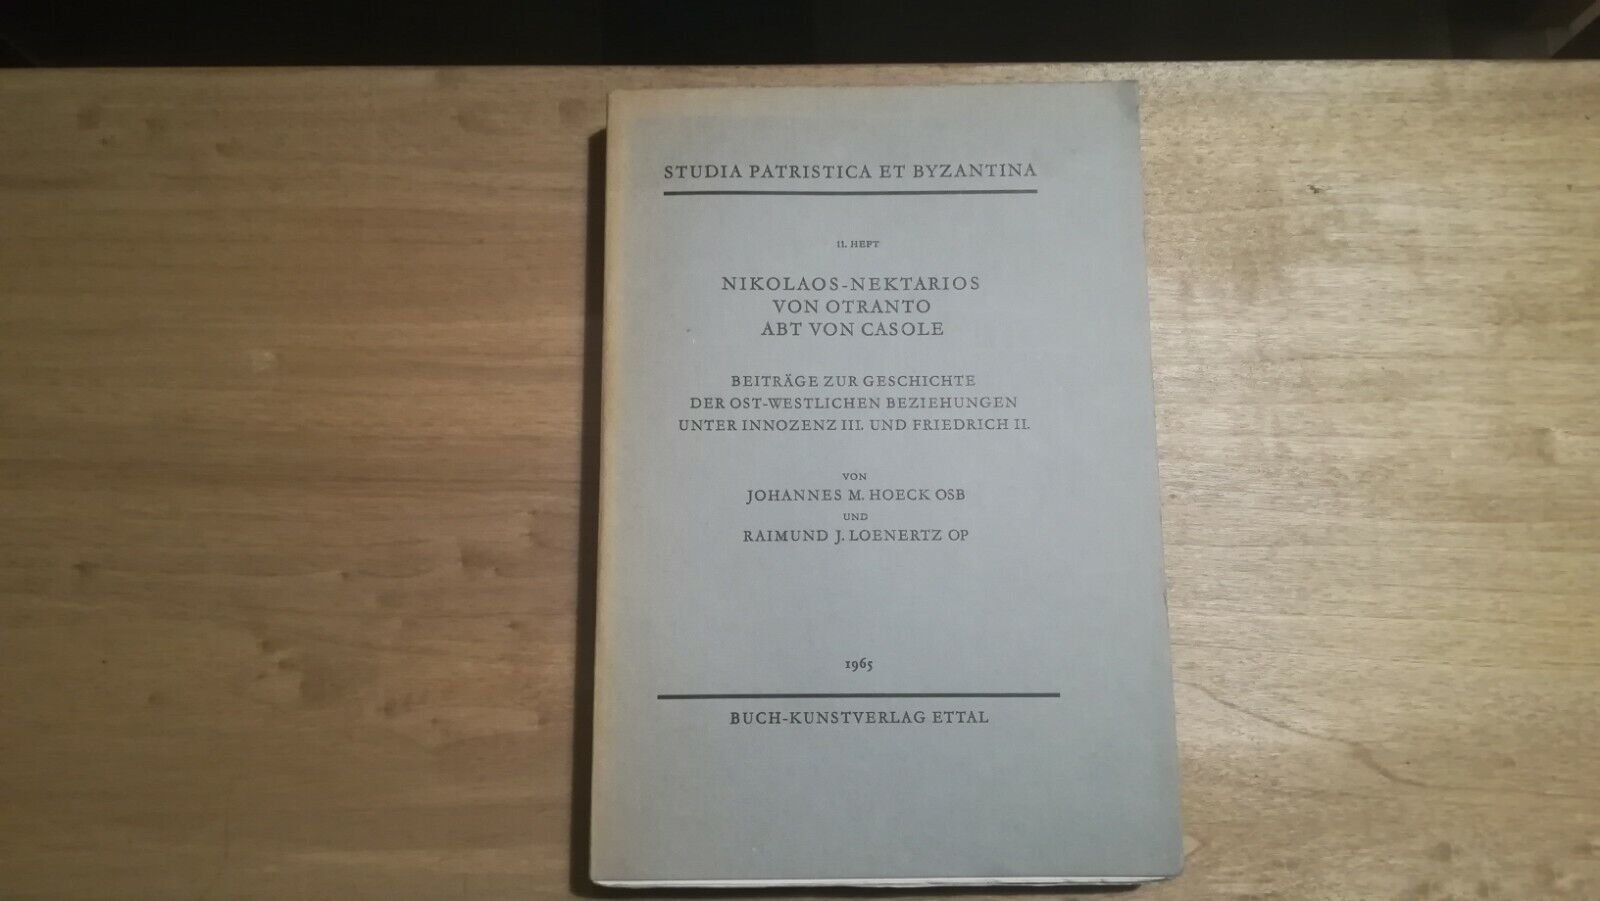 STUDIA PATRISTICA ET BYZANTINA
11. HEFT
NIKOLAOS-NEKTARIOS
VON OTRANTO
ABT VON CASOLE
BEITRÄGE ZUR GESCHICHTE
DER OST-WESTLICHEN BEZIEHUNGEN
UNTER INNOZENZ III. UND FRIEDRICH II.
VON
JOHANNES M. HOECK OSB
UND
RAIMUND J. LOENERTZ OP
1965
BUCH-KUNSTVERLAG ETTAL